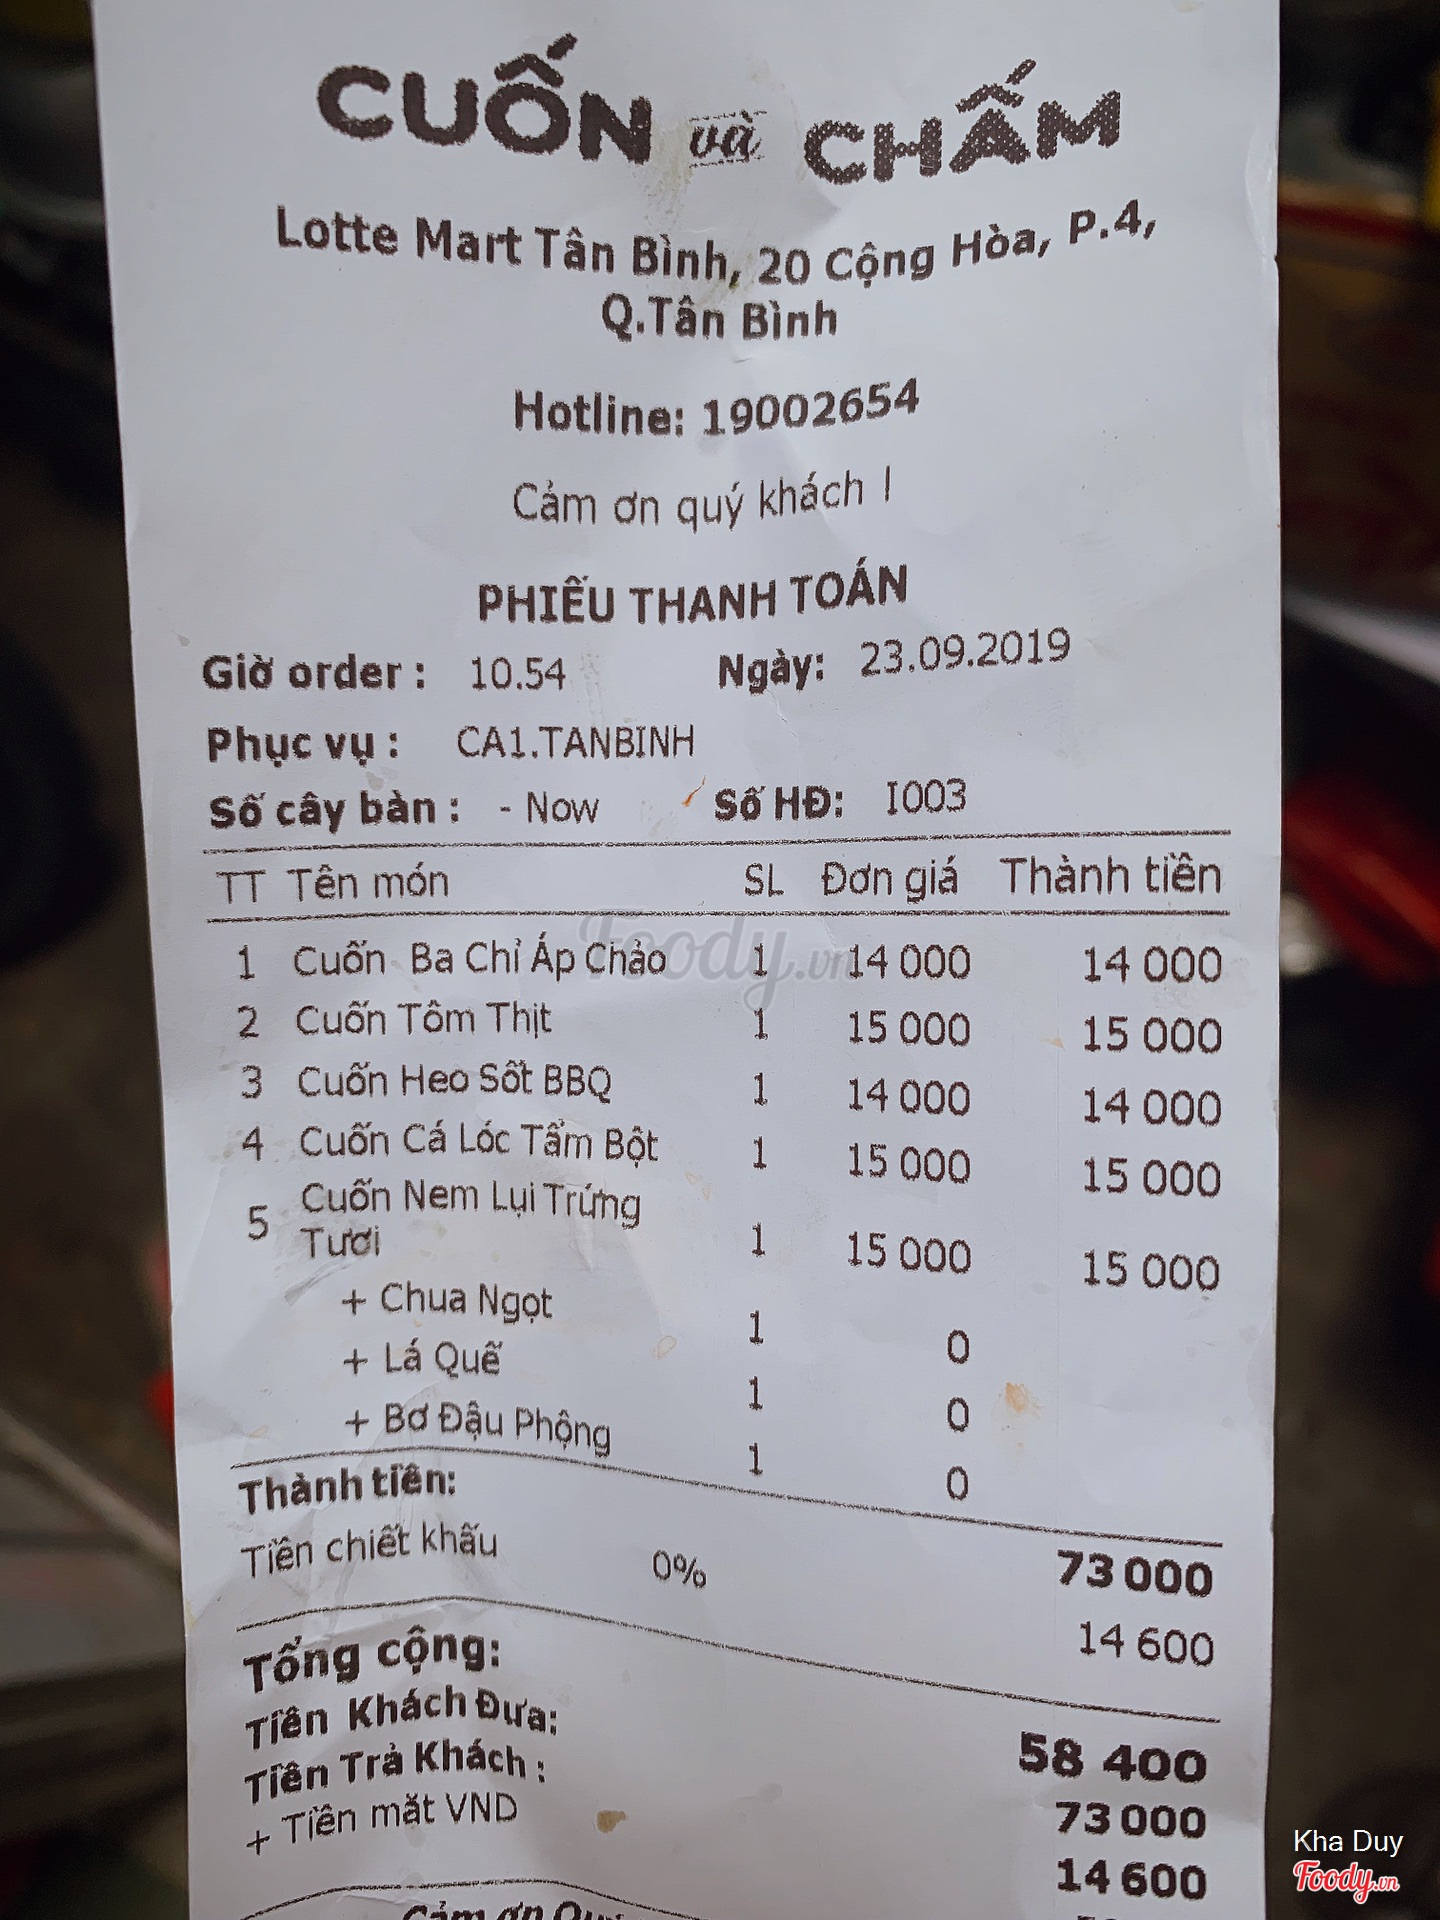 CUỐN và CHẤM
Lotte Mart Tân Bình, 20 Cộng Hòa, P.4,
Q.Tân Bình
Hotline: 19002654
Cảm ơn quý khách !
PHIẾU THANH TOÁN
Giờ order : 10.54 Ngày: 23.09.2019
Phục vụ : CA1.TANBINH
Số cây bàn : - Now Số HĐ: I003
TT Tên món SL Đơn giá Thành tiền
1 Cuốn Ba Chỉ Áp Chảo 1 14 000 14 000
2 Cuốn Tôm Thịt 1 15 000 15 000
3 Cuốn Heo Sốt BBQ 1 14 000 14 000
4 Cuốn Cá Lóc Tẩm Bột 1 15 000 15 000
5 Cuốn Nem Lụi Trứng
Tươi 1 15 000 15 000
+ Chua Ngọt 1 0
+ Lá Quế 1 0
+ Bơ Đậu Phộng 1 0
Thành tiền: 73 000
Tiền chiết khấu 0% 14 600
Tổng cộng: 58 400
Tiền Khách Đưa: 73 000
Tiền Trả Khách : 14 600
+ Tiền mặt VND
Cảm ơn
Foody.vn
Kha Duy
Foody.vn